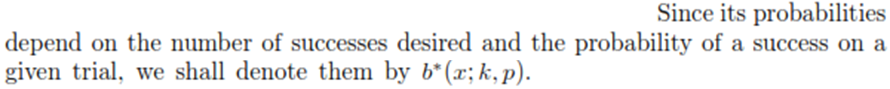 Since its probabilities
depend on the number of successes desired and the probability of a success on a
given trial, we shall denote them by b*(x; k, p).